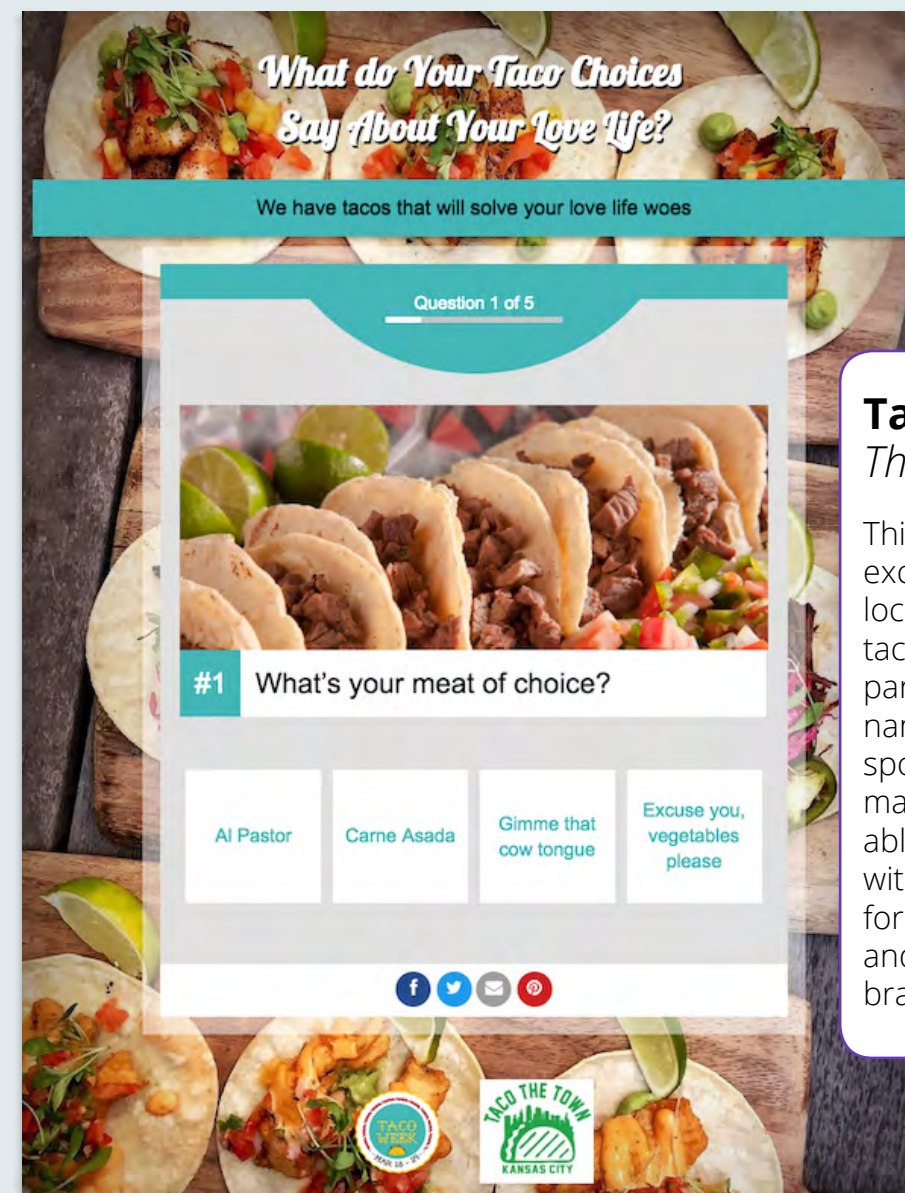 What do Your Taco Choices
Say About Your Love Life?
We have tacos that will solve your love life woes
Question 1 of 5
#1 What's your meat of choice?
Al Pastor
Carne Asada
Gimme that
cow tongue
Excuse you,
vegetables
please
Ta
Th
Thi
exc
loc
tac
par
nar
spo
ma
abl
wit
for
and
bra
TACO
WEEK
TACO THE TOWN
KANSAS CITY